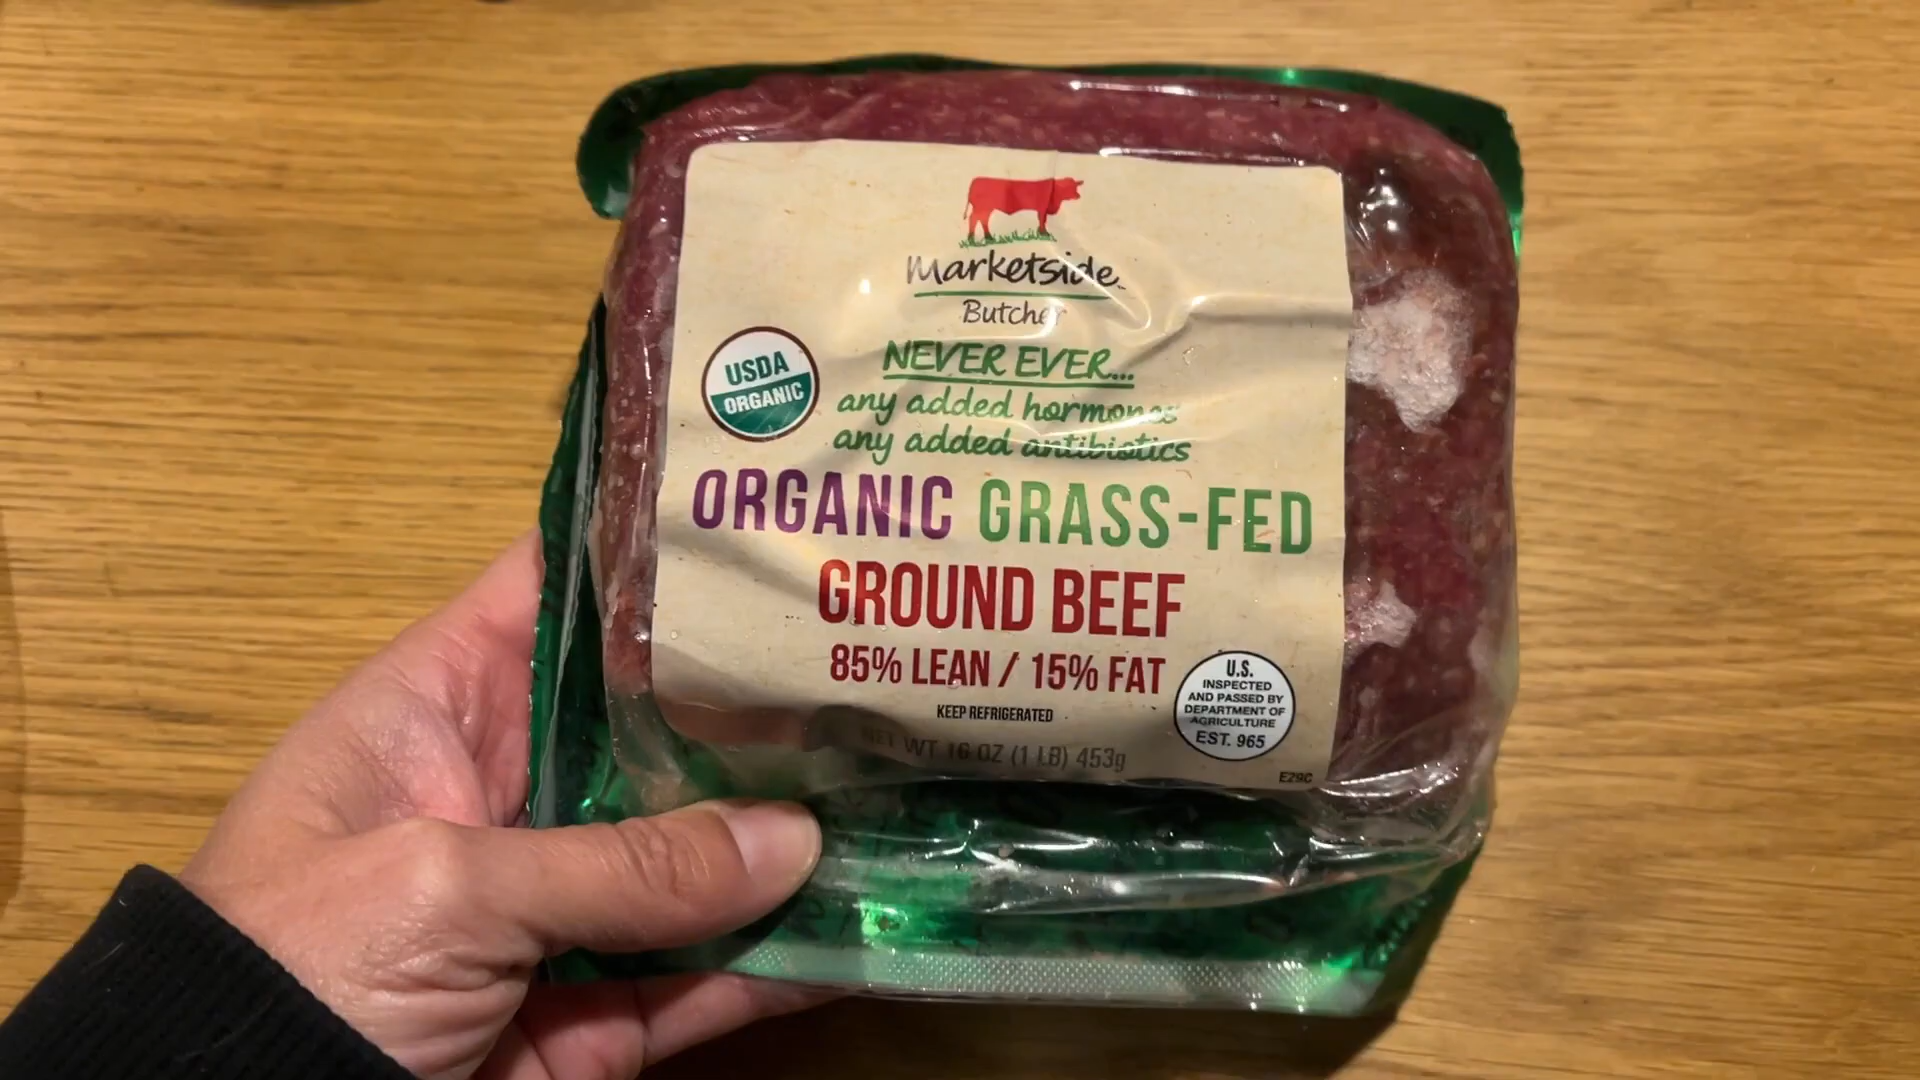 Marketside
Butcher
USDA
ORGANIC
NEVER EVER...
any added hormones
any added antibiotics
ORGANIC GRASS-FED
GROUND BEEF
85% LEAN / 15% FAT
KEEP REFRIGERATED
NET WT 16 OZ (1 LB) 453g
U.S.
INSPECTED
AND PASSED BY
DEPARTMENT OF
AGRICULTURE
EST. 965
E29C